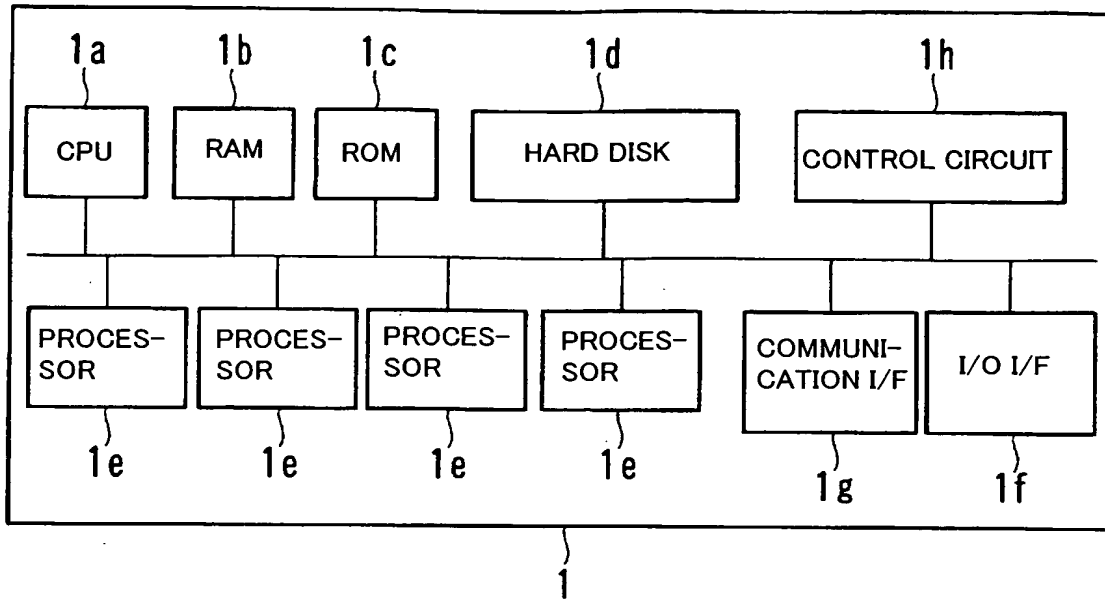 1a 1b 1c 1d 1h
CPU RAM ROM HARD DISK CONTROL CIRCUIT
PROCES-
SOR
PROCES-
SOR
PROCES-
SOR
PROCES-
SOR
COMMUNI-
CATION I/F
I/O I/F
1e 1e 1e 1e 1g 1f
1